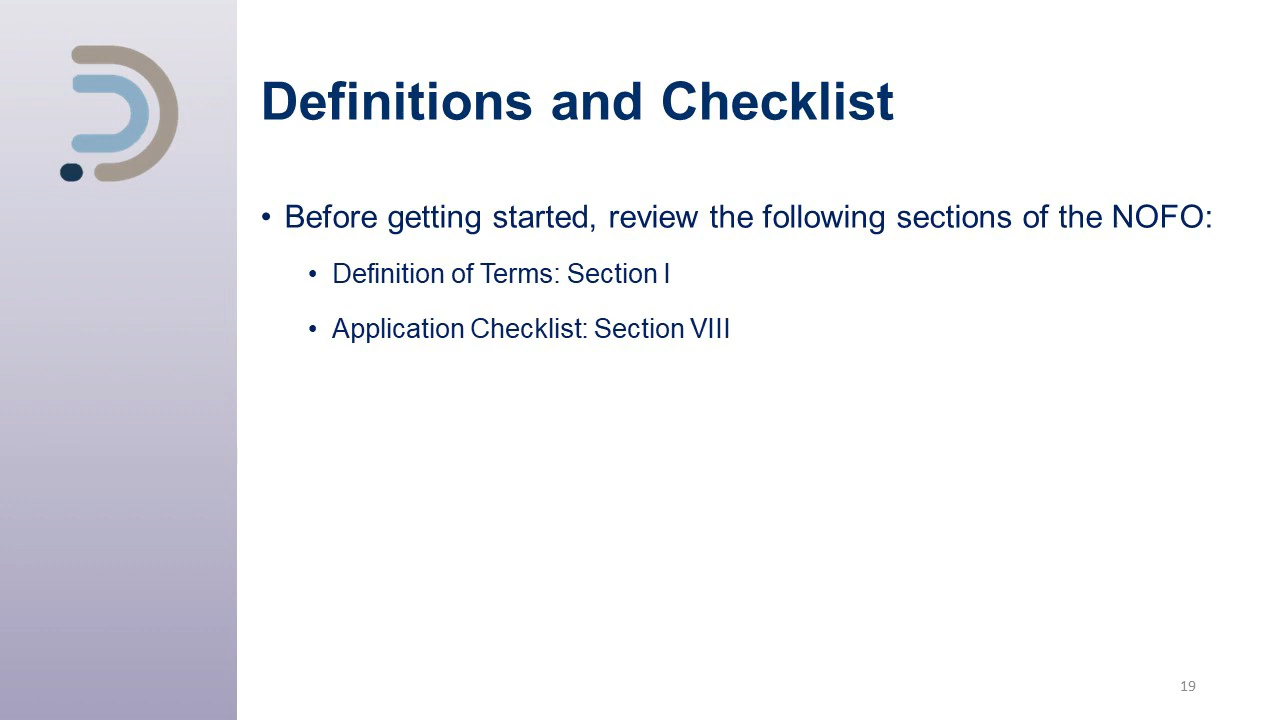 Definitions and Checklist
• Before getting started, review the following sections of the NOFO:
• Definition of Terms: Section I
• Application Checklist: Section VIII
19